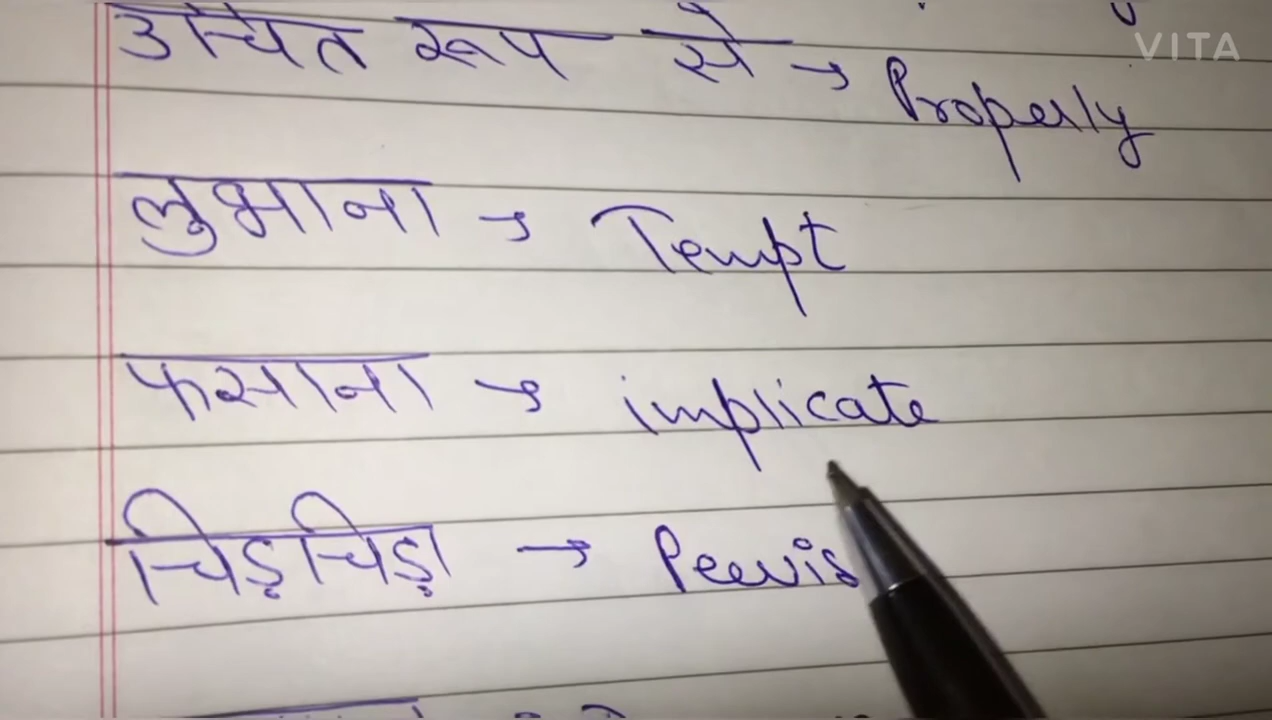 VITA
उचित रूप से → Properly
लुभाना → Tempt
फसाना → implicate
चिड़चिड़ा → Peevis